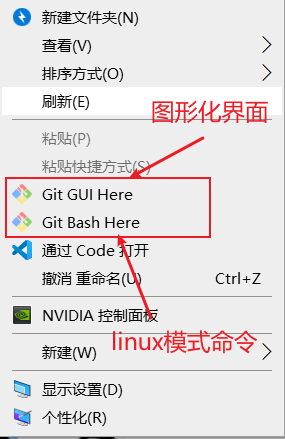 新建文件夹(N)
查看(V)
排序方式(O)
刷新(E)
图形化界面
粘贴(P)
粘贴快捷方式(S)
Git GUI Here
Git Bash Here
通过 Code 打开
撤消 重命名(U) Ctrl+Z
NVIDIA 控制面板
linux模式命令
新建(W)
显示设置(D)
个性化(R)